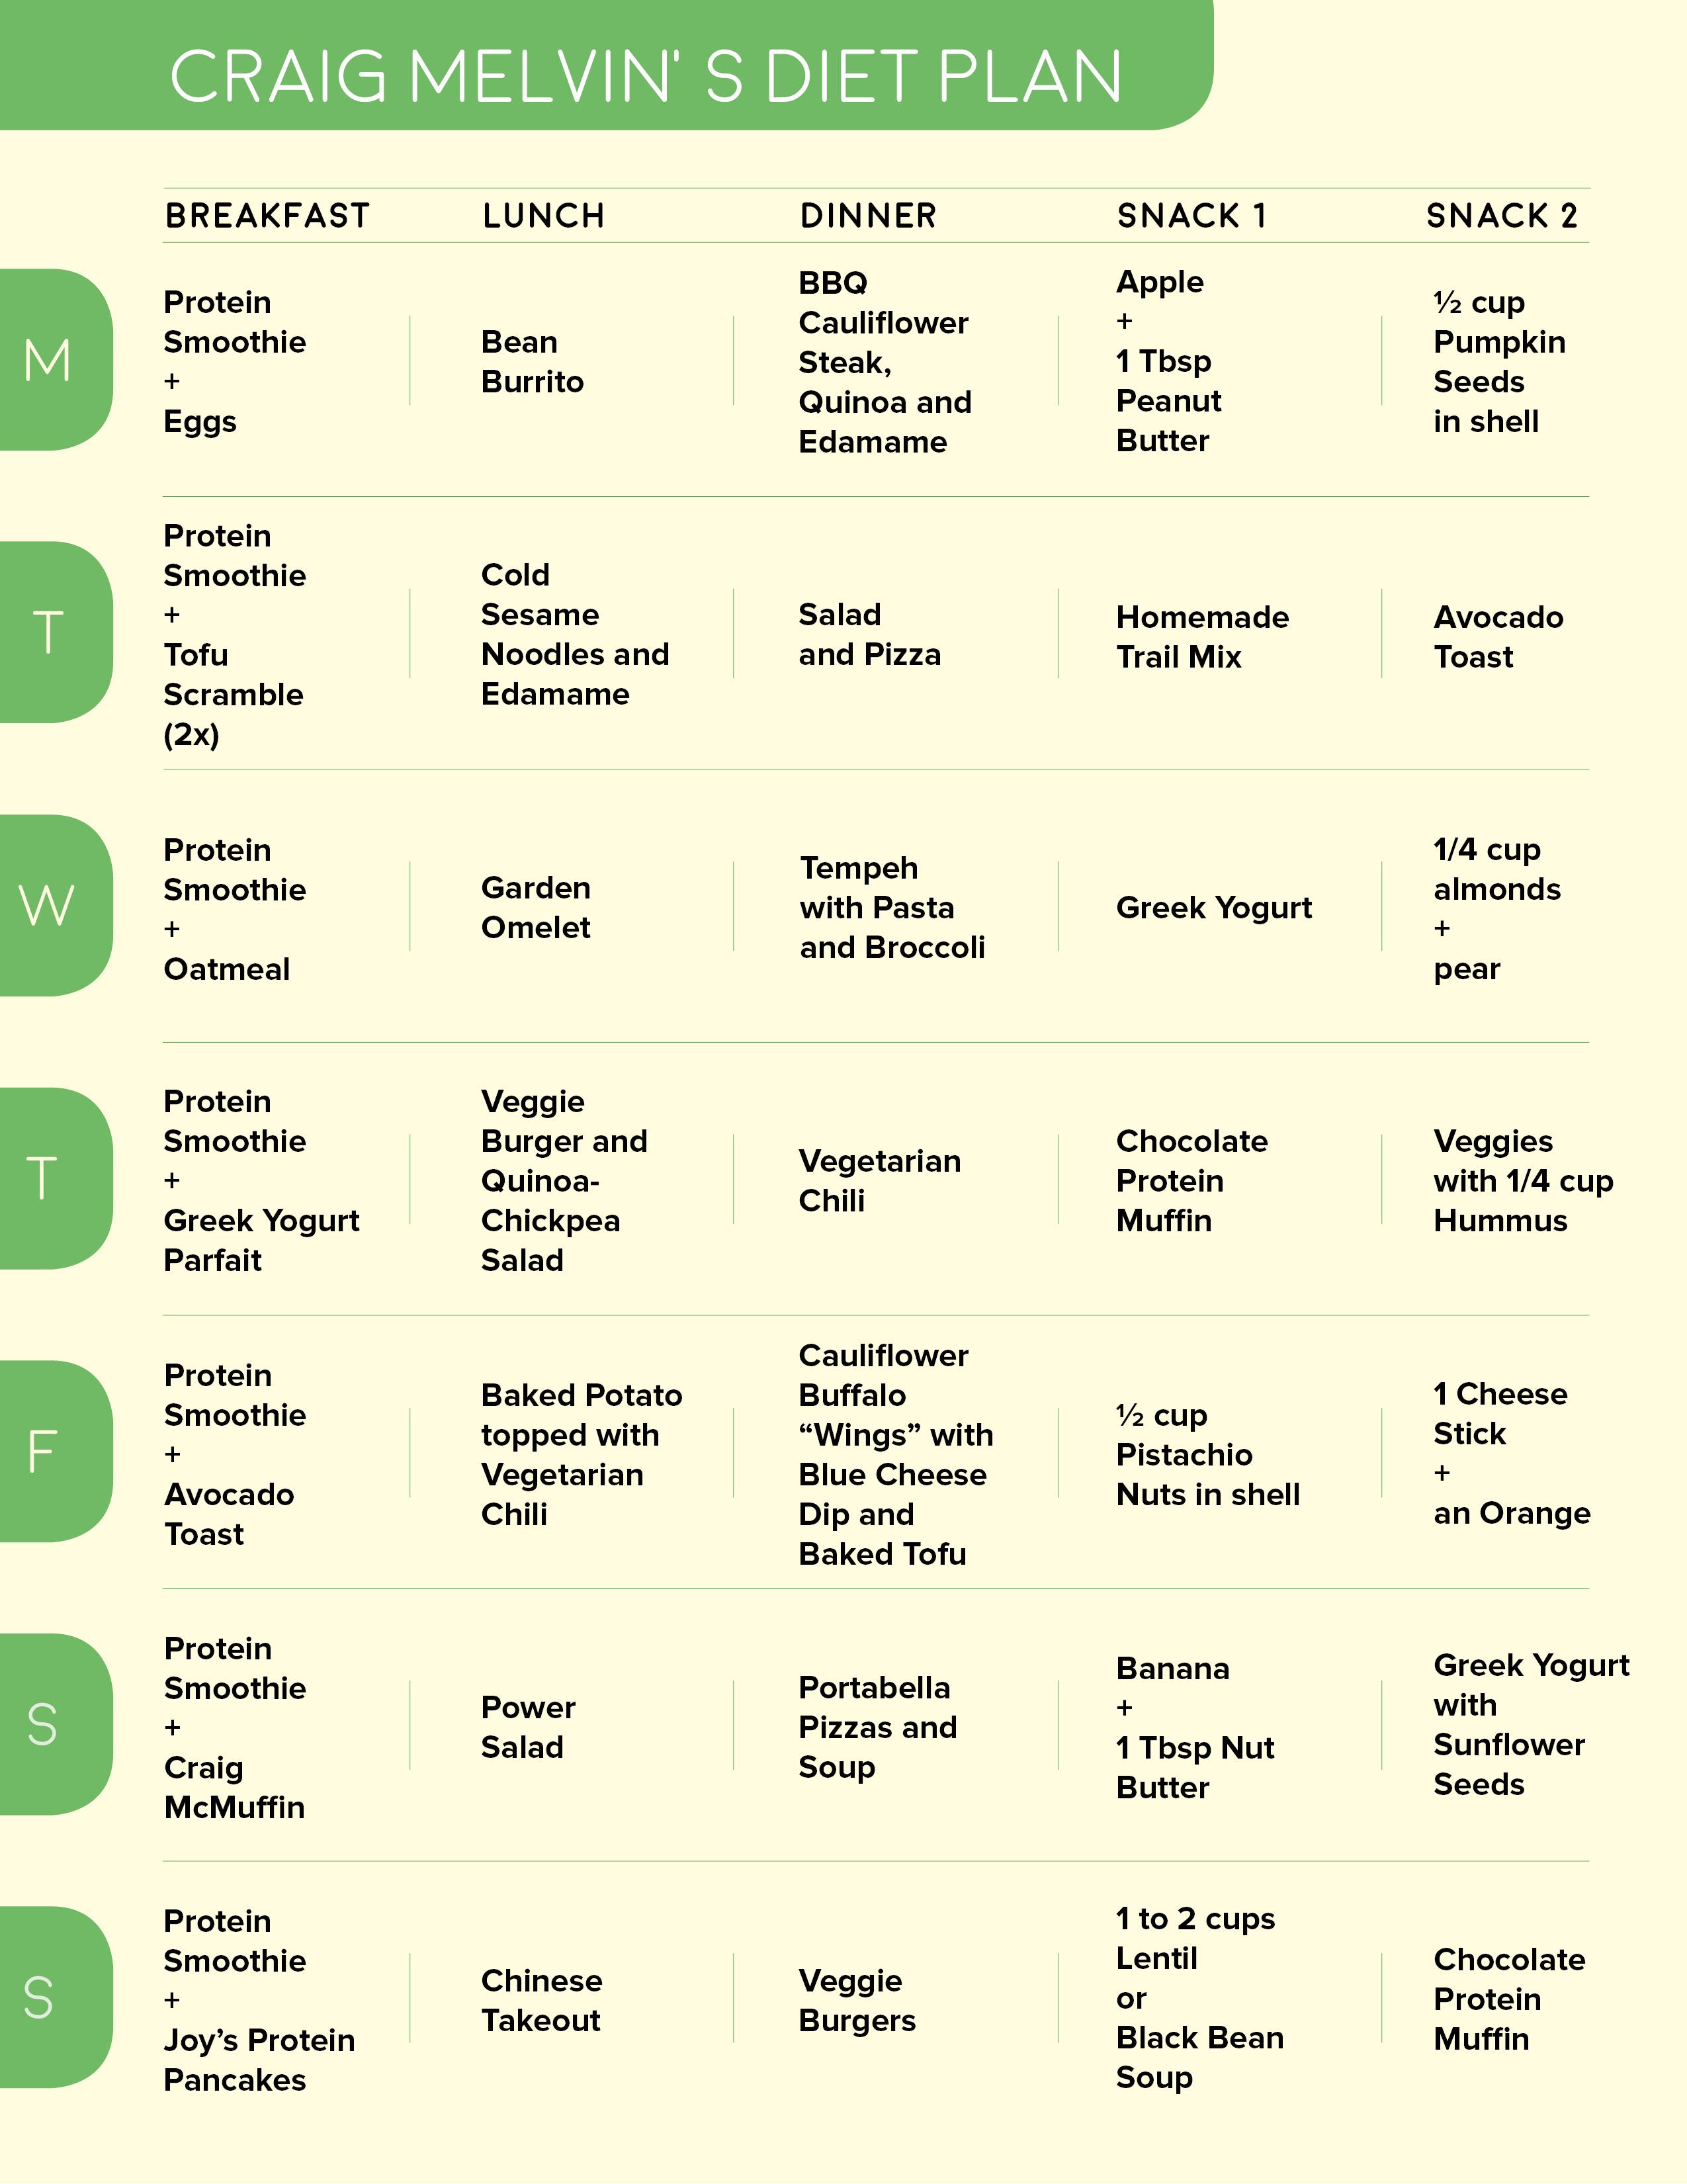 CRAIG MELVIN' S DIET PLAN
BREAKFAST
LUNCH
DINNER
SNACK 1
SNACK 2
M
Protein
Smoothie
+
Eggs
Bean
Burrito
BBQ
Cauliflower
Steak,
Quinoa and
Edamame
Apple
+
1 Tbsp
Peanut
Butter
½ cup
Pumpkin
Seeds
in shell
T
Protein
Smoothie
+
Tofu
Scramble
(2x)
Cold
Sesame
Noodles and
Edamame
Salad
and Pizza
Homemade
Trail Mix
Avocado
Toast
W
Protein
Smoothie
+
Oatmeal
Garden
Omelet
Tempeh
with Pasta
and Broccoli
Greek Yogurt
1/4 cup
almonds
+
pear
T
Protein
Smoothie
+
Greek Yogurt
Parfait
Veggie
Burger and
Quinoa-
Chickpea
Salad
Vegetarian
Chili
Chocolate
Protein
Muffin
Veggies
with 1/4 cup
Hummus
F
Protein
Smoothie
+
Avocado
Toast
Baked Potato
topped with
Vegetarian
Chili
Cauliflower
Buffalo
“Wings” with
Blue Cheese
Dip and
Baked Tofu
½ cup
Pistachio
Nuts in shell
1 Cheese
Stick
+
an Orange
S
Protein
Smoothie
+
Craig
McMuffin
Power
Salad
Portabella
Pizzas and
Soup
Banana
+
1 Tbsp Nut
Butter
Greek Yogurt
with
Sunflower
Seeds
S
Protein
Smoothie
+
Joy’s Protein
Pancakes
Chinese
Takeout
Veggie
Burgers
1 to 2 cups
Lentil
or
Black Bean
Soup
Chocolate
Protein
Muffin